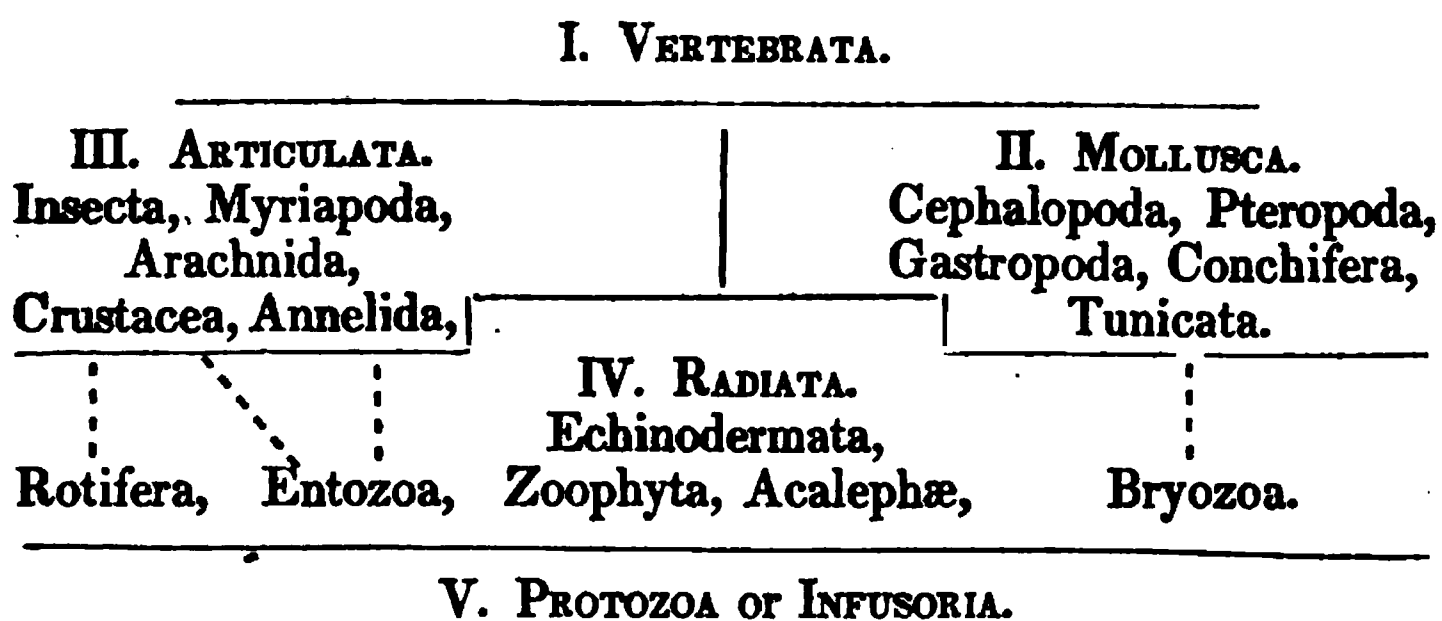 I. VERTEBRATA.
III. ARTICULATA.
Insecta, Myriapoda,
Arachnida,
Crustacea, Annelida,
II. MOLLUSCA.
Cephalopoda, Pteropoda,
Gastropoda, Conchifera,
Tunicata.
IV. RADIATA.
Echinodermata,
Rotifera, Entozoa, Zoophyta, Acalephæ, Bryozoa.
V. PROTOZOA or INFUSORIA.